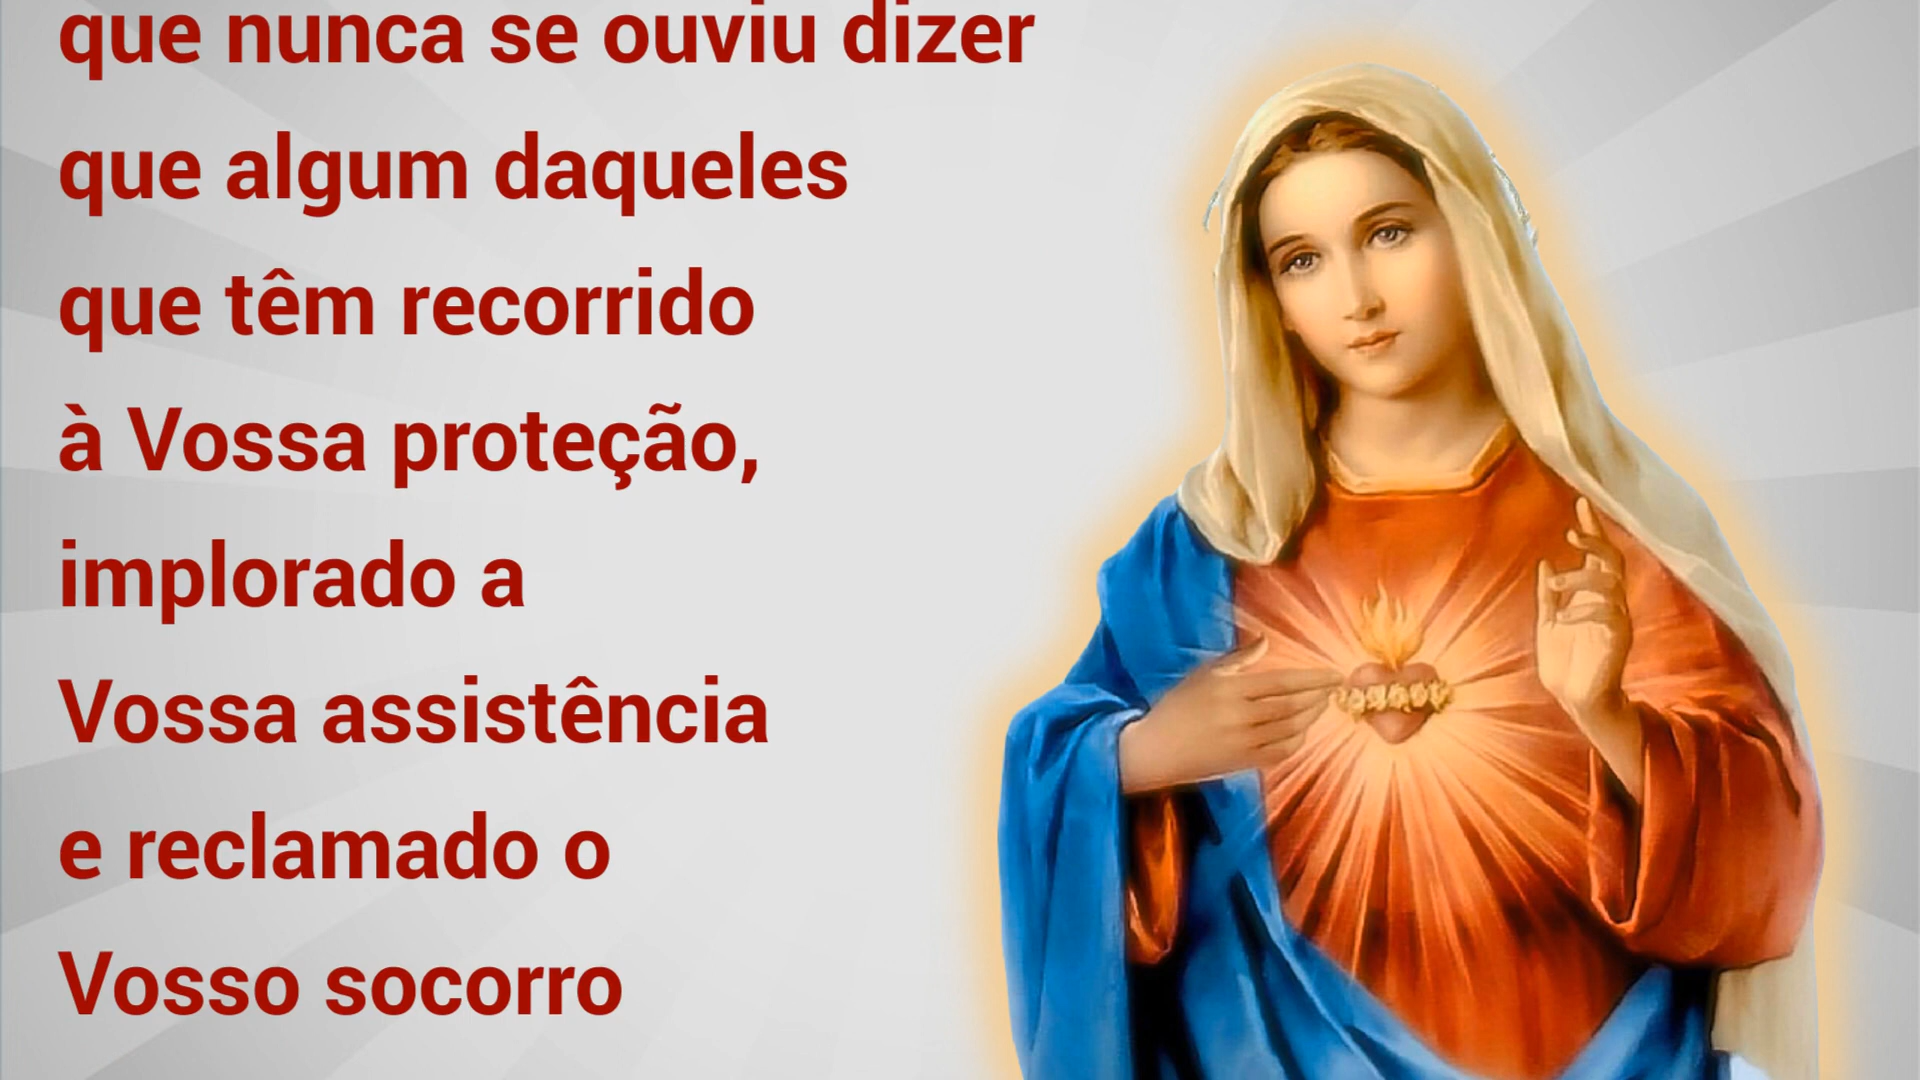 que nunca se ouviu dizer
que algum daqueles
que têm recorrido
à Vossa proteção,
implorado a
Vossa assistência
e reclamado o
Vosso socorro